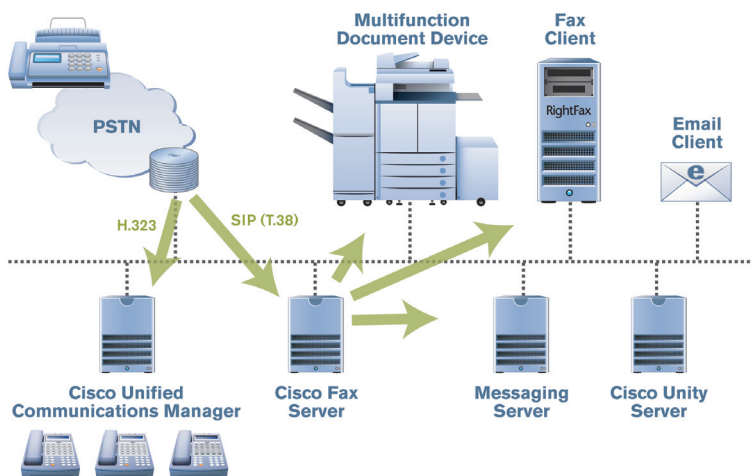 Multifunction
Document Device
Fax
Client
PSTN
RightFax
Email
Client
e
H.323
SIP (T.38)
Cisco Unified
Communications Manager
Cisco Fax
Server
Messaging
Server
Cisco Unity
Server